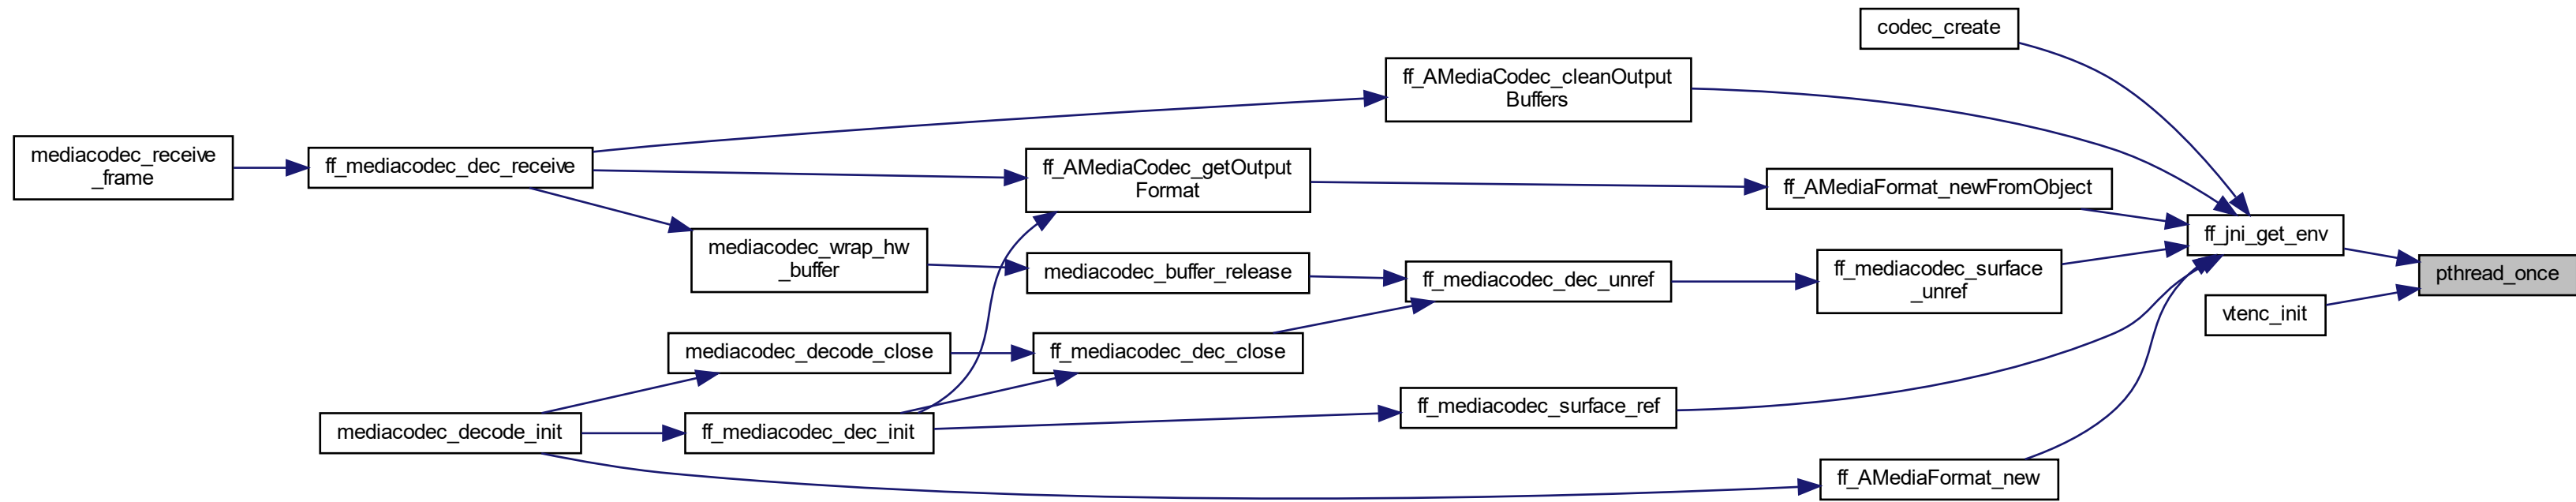 codec_create
ff_AMediaCodec_cleanOutput
Buffers
mediacodec_receive
_frame
ff_mediacodec_dec_receive
ff_AMediaCodec_getOutput
Format
ff_AMediaFormat_newFromObject
mediacodec_wrap_hw
_buffer
mediacodec_buffer_release
ff_mediacodec_dec_unref
ff_mediacodec_surface
_unref
ff_jni_get_env
pthread_once
vtenc_init
mediacodec_decode_close
ff_mediacodec_dec_close
ff_mediacodec_surface_ref
mediacodec_decode_init
ff_mediacodec_dec_init
ff_AMediaFormat_new